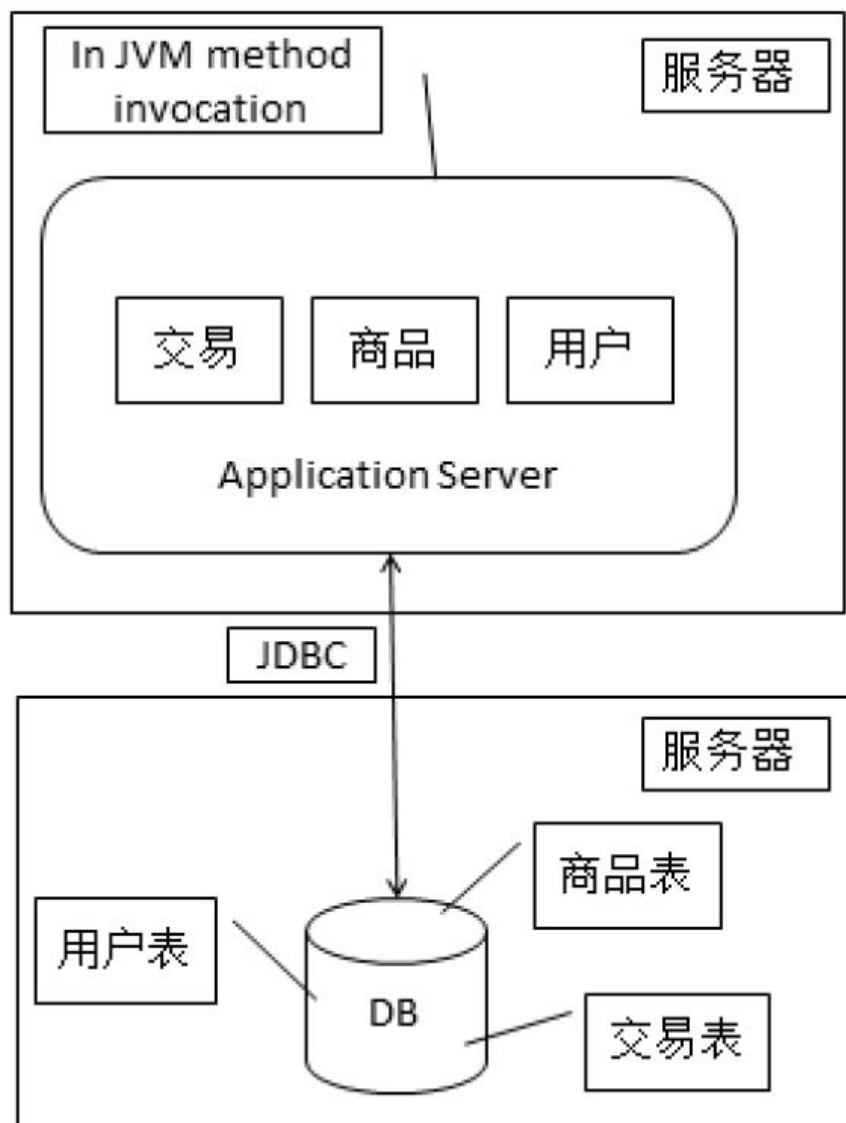 In JVM method
invocation
服务器
交易
商品
用户
Application Server
JDBC
服务器
商品表
用户表
DB
交易表